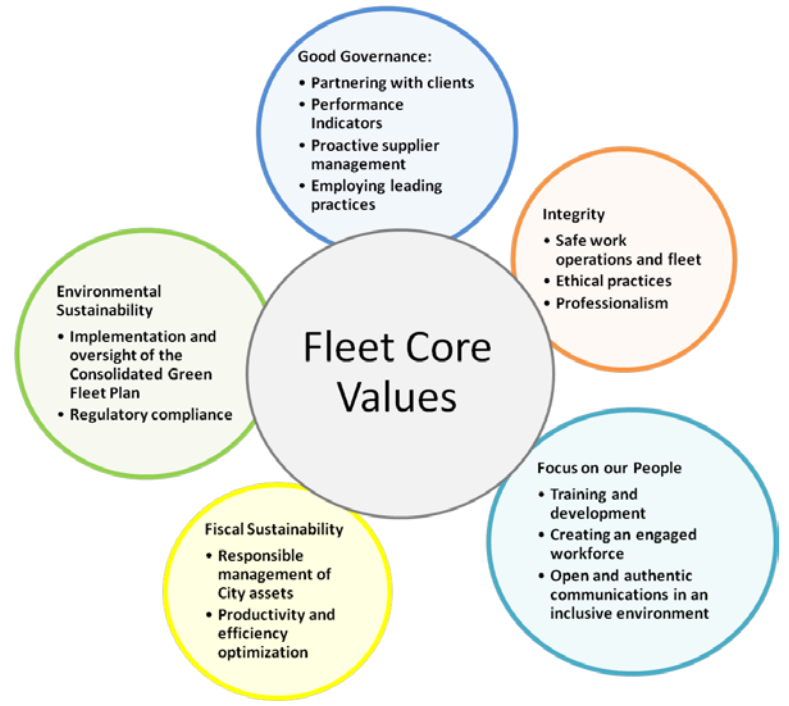 Good Governance:
• Partnering with clients
• Performance
Indicators
• Proactive supplier
management
• Employing leading
practices
Integrity
• Safe work
operations and fleet
• Ethical practices
• Professionalism
Environmental
Sustainability
• Implementation and
oversight of the
Consolidated Green
Fleet Plan
• Regulatory compliance
Fleet Core
Values
Focus on our People
• Training and
development
• Creating an engaged
workforce
• Open and authentic
communications in an
inclusive environment
Fiscal Sustainability
• Responsible
management of
City assets
• Productivity and
efficiency
optimization